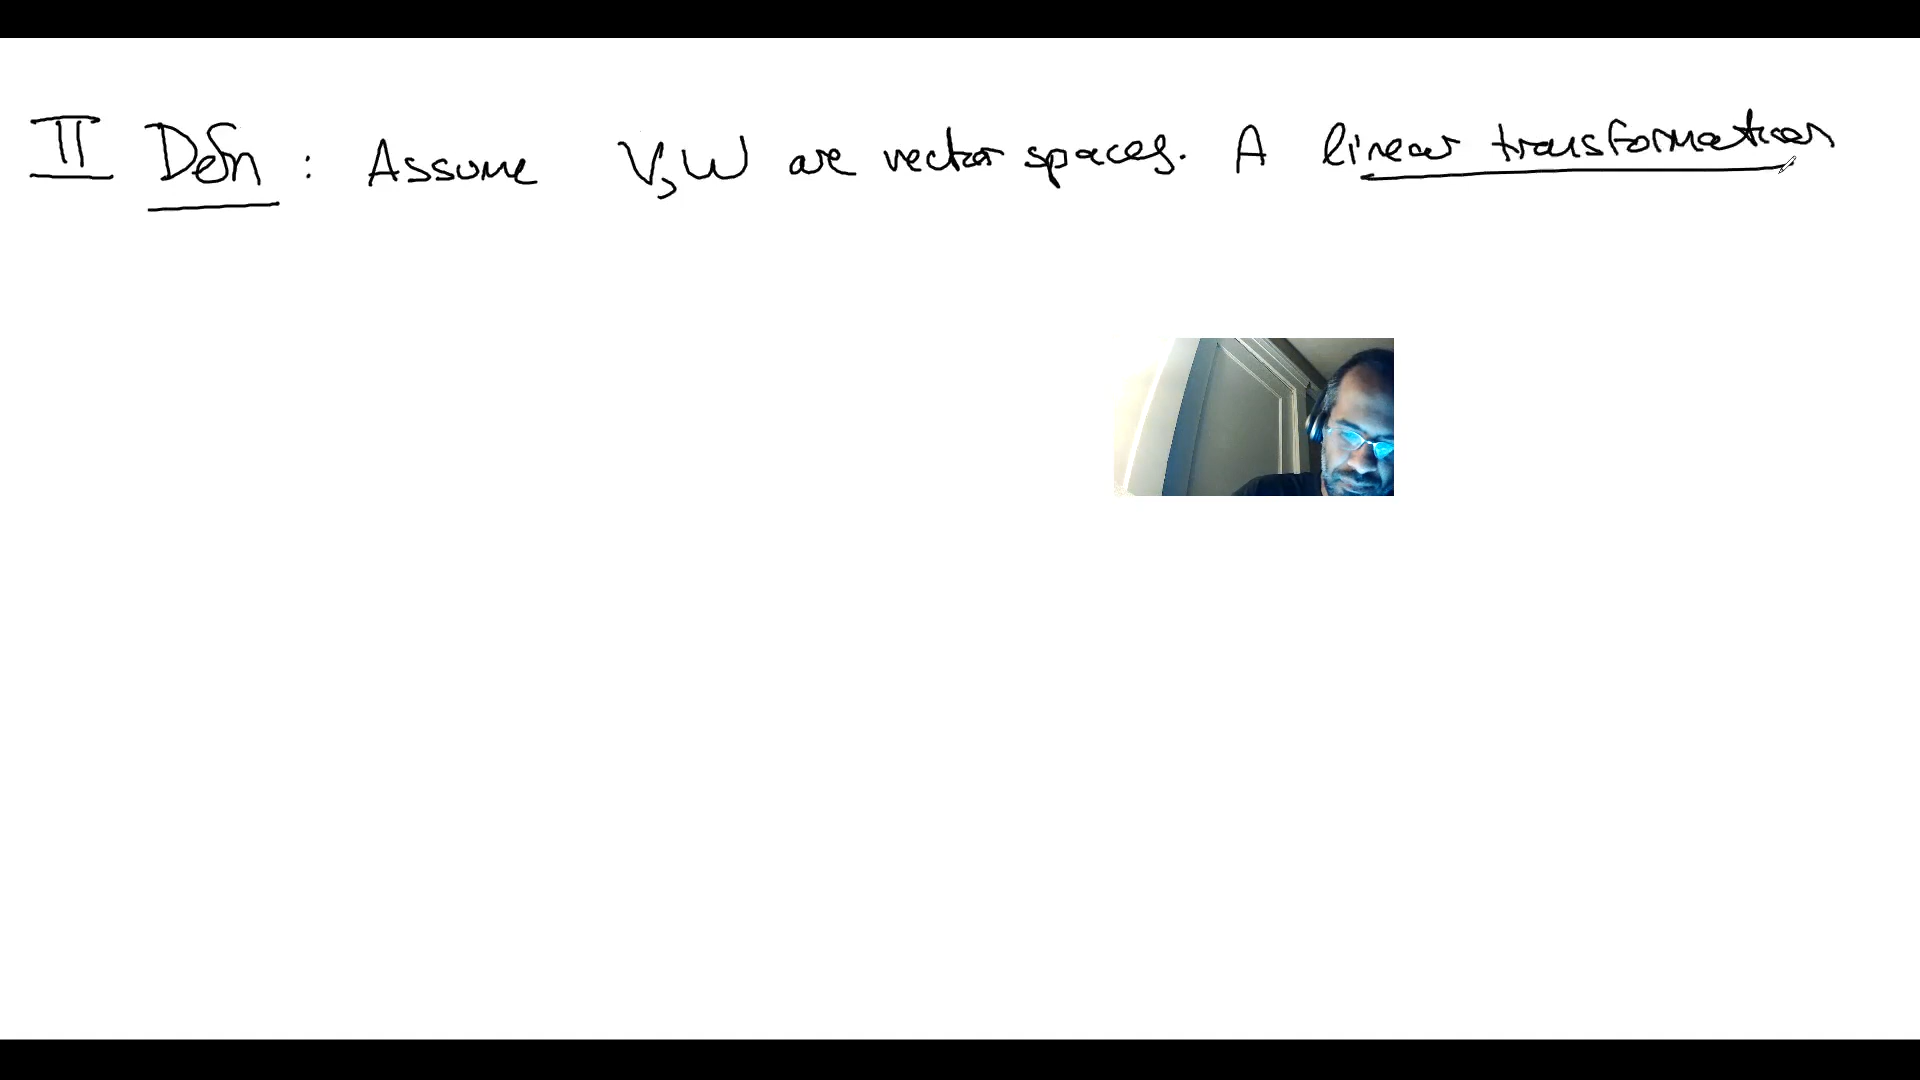 II Defn : Assume V, W are vector spaces. A linear transformation